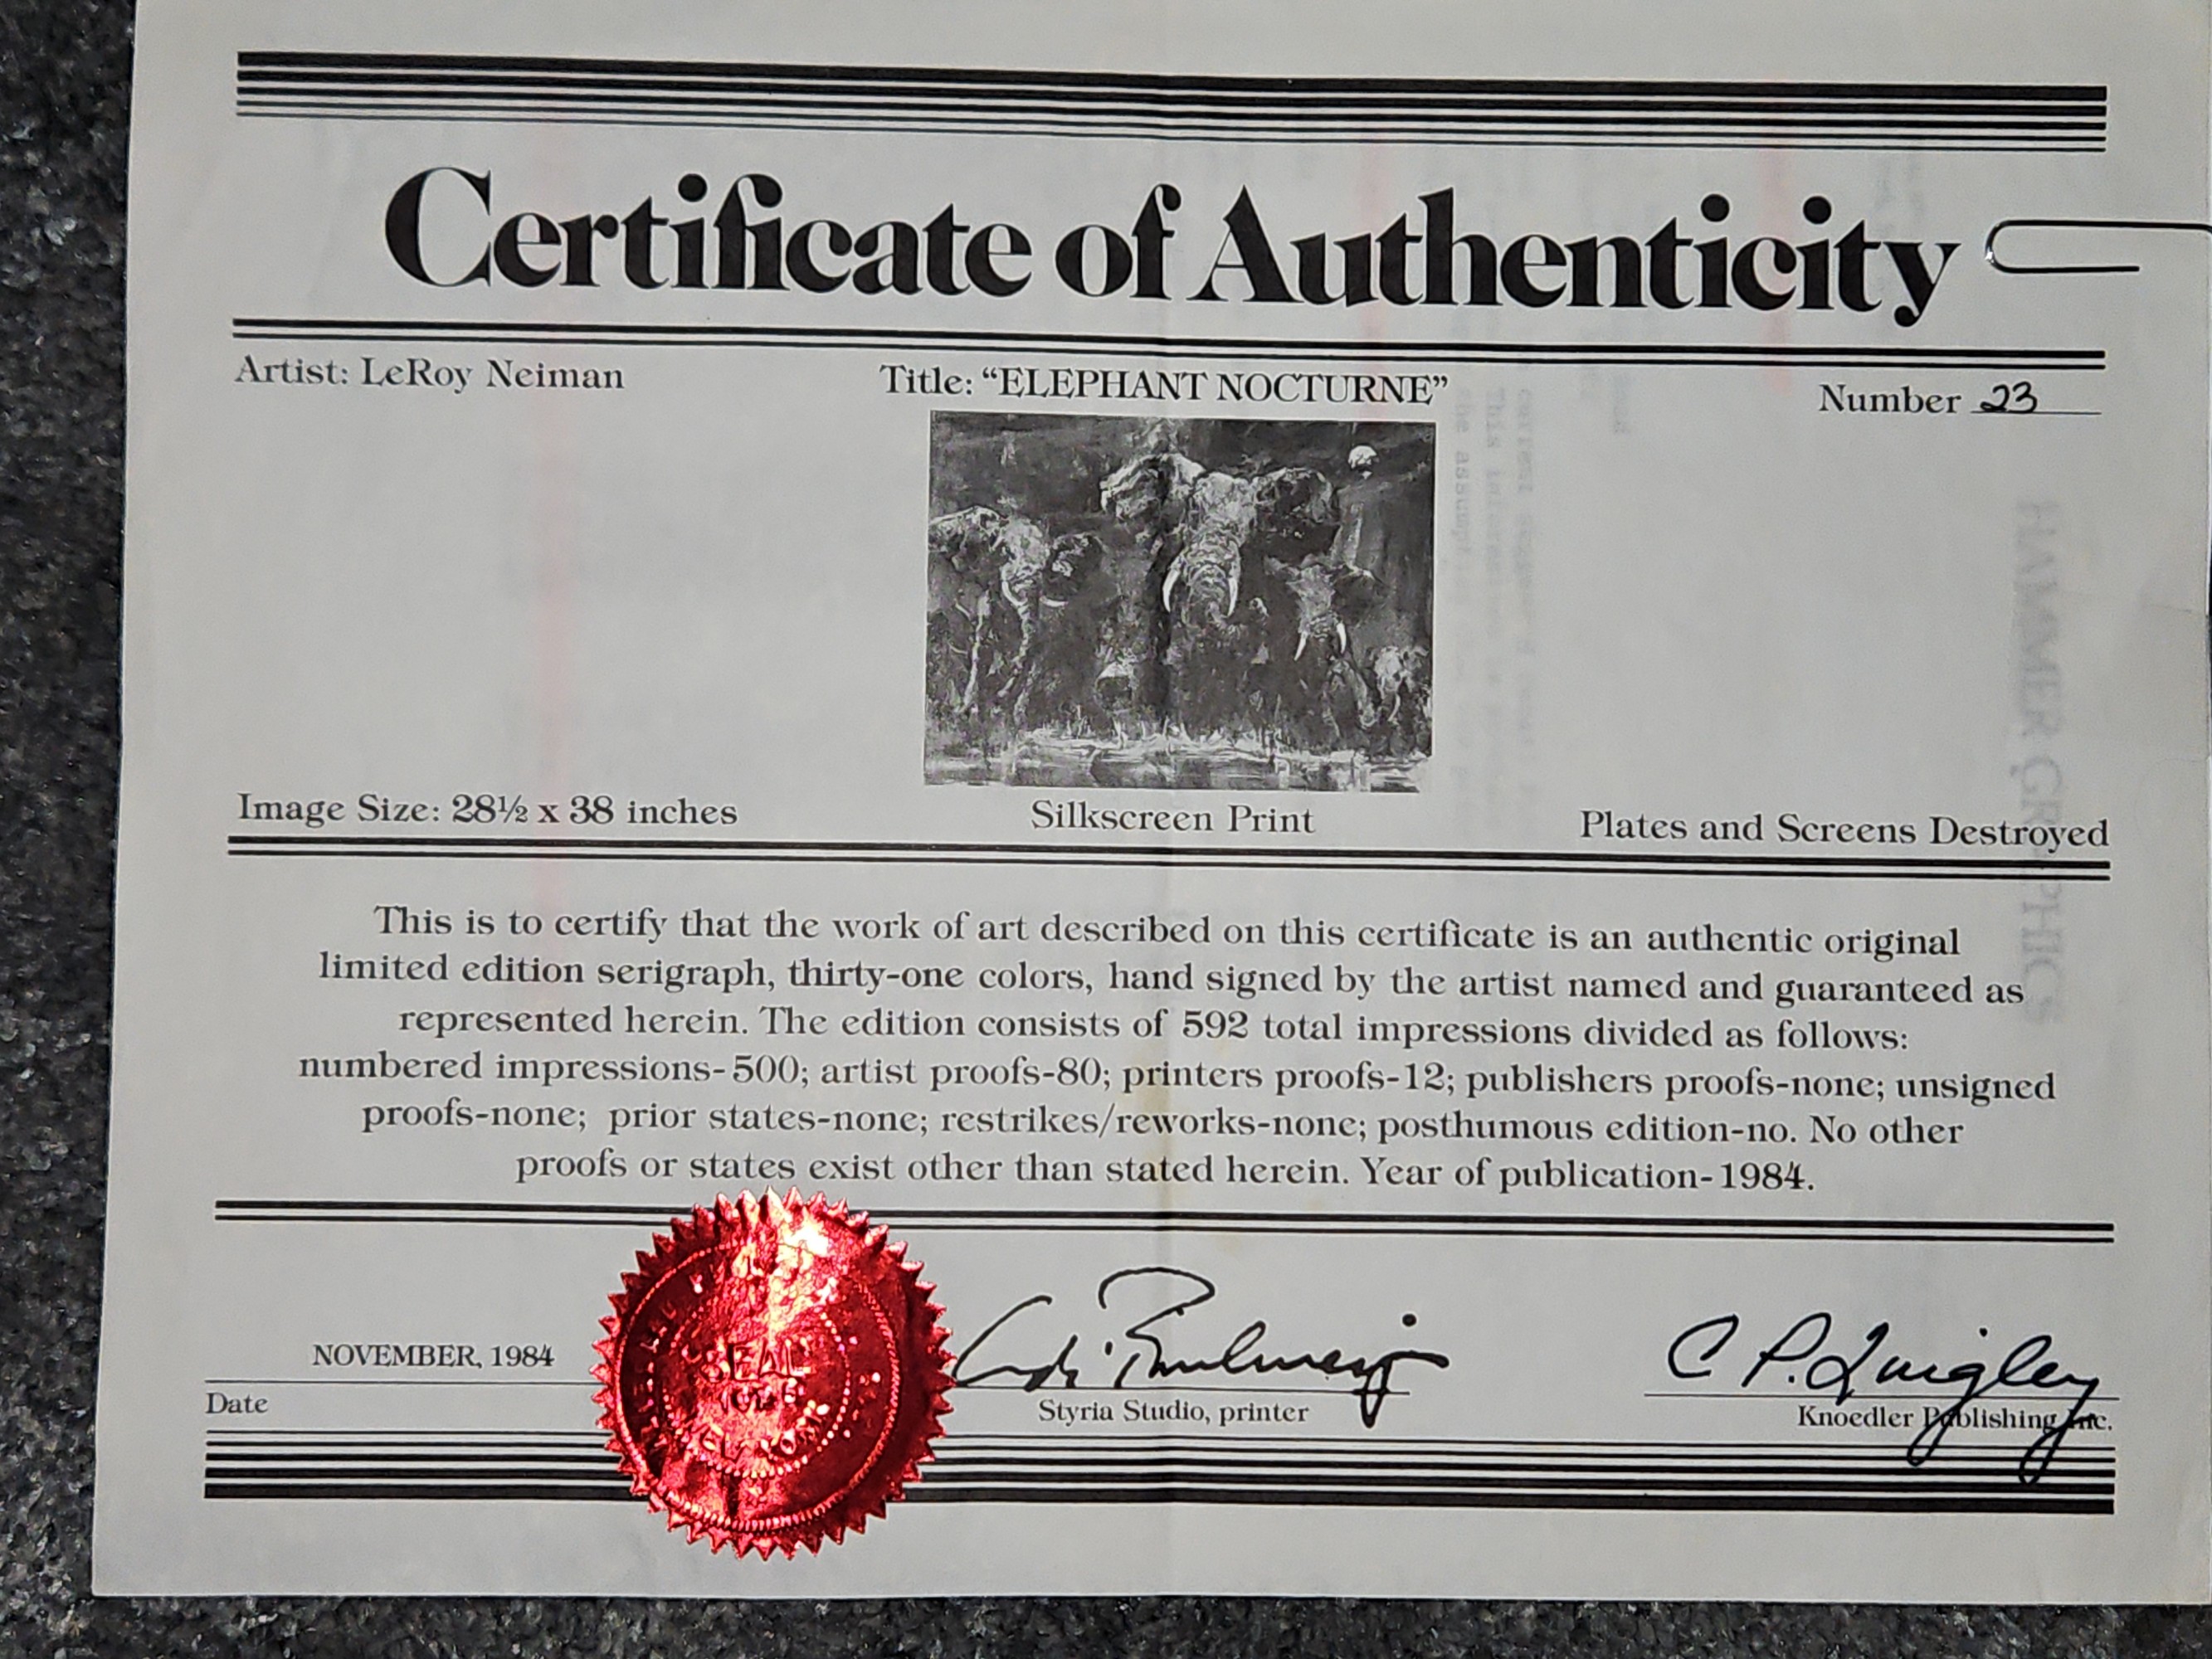 Certificate of Authenticity
Artist: LeRoy Neiman
Title: “ELEPHANT NOCTURNE”
Number 23
Image Size: 28½ x 38 inches
Silkscreen Print
Plates and Screens Destroyed
This is to certify that the work of art described on this certificate is an authentic original
limited edition serigraph, thirty-one colors, hand signed by the artist named and guaranteed as
represented herein. The edition consists of 592 total impressions divided as follows:
numbered impressions-500; artist proofs-80; printers proofs-12; publishers proofs-none; unsigned
proofs-none; prior states-none; restrikes/reworks-none; posthumous edition-no. No other
proofs or states exist other than stated herein. Year of publication-1984.
NOVEMBER, 1984
Date
SEAL
Styria Studio, printer
C P. Quigley
Knoedler Publishing Inc.
HAMMER GRAPHICS